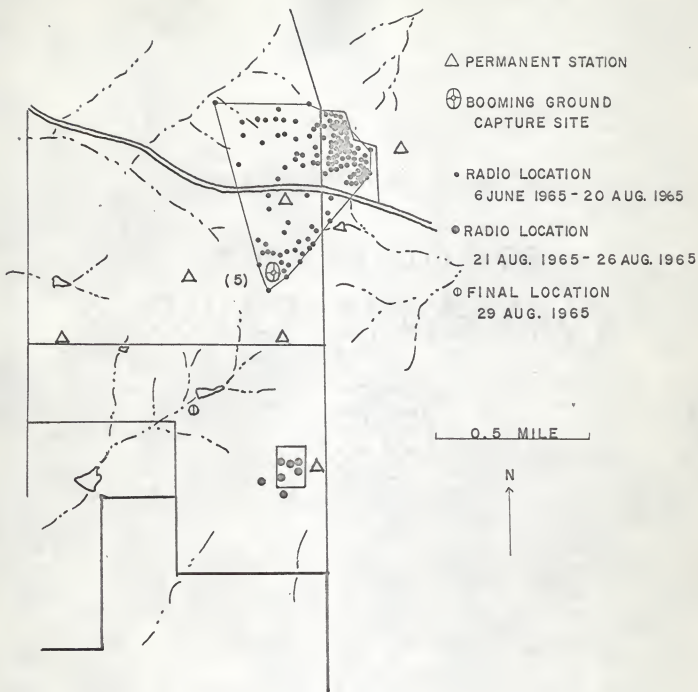 PERMANENT STATION
BOOMING GROUND
CAPTURE SITE
RADIO LOCATION
6 JUNE 1965 - 20 AUG. 1965
RADIO LOCATION
21 AUG. 1965 - 26 AUG. 1965
(5)
FINAL LOCATION
29 AUG. 1965
0.5 MILE
N